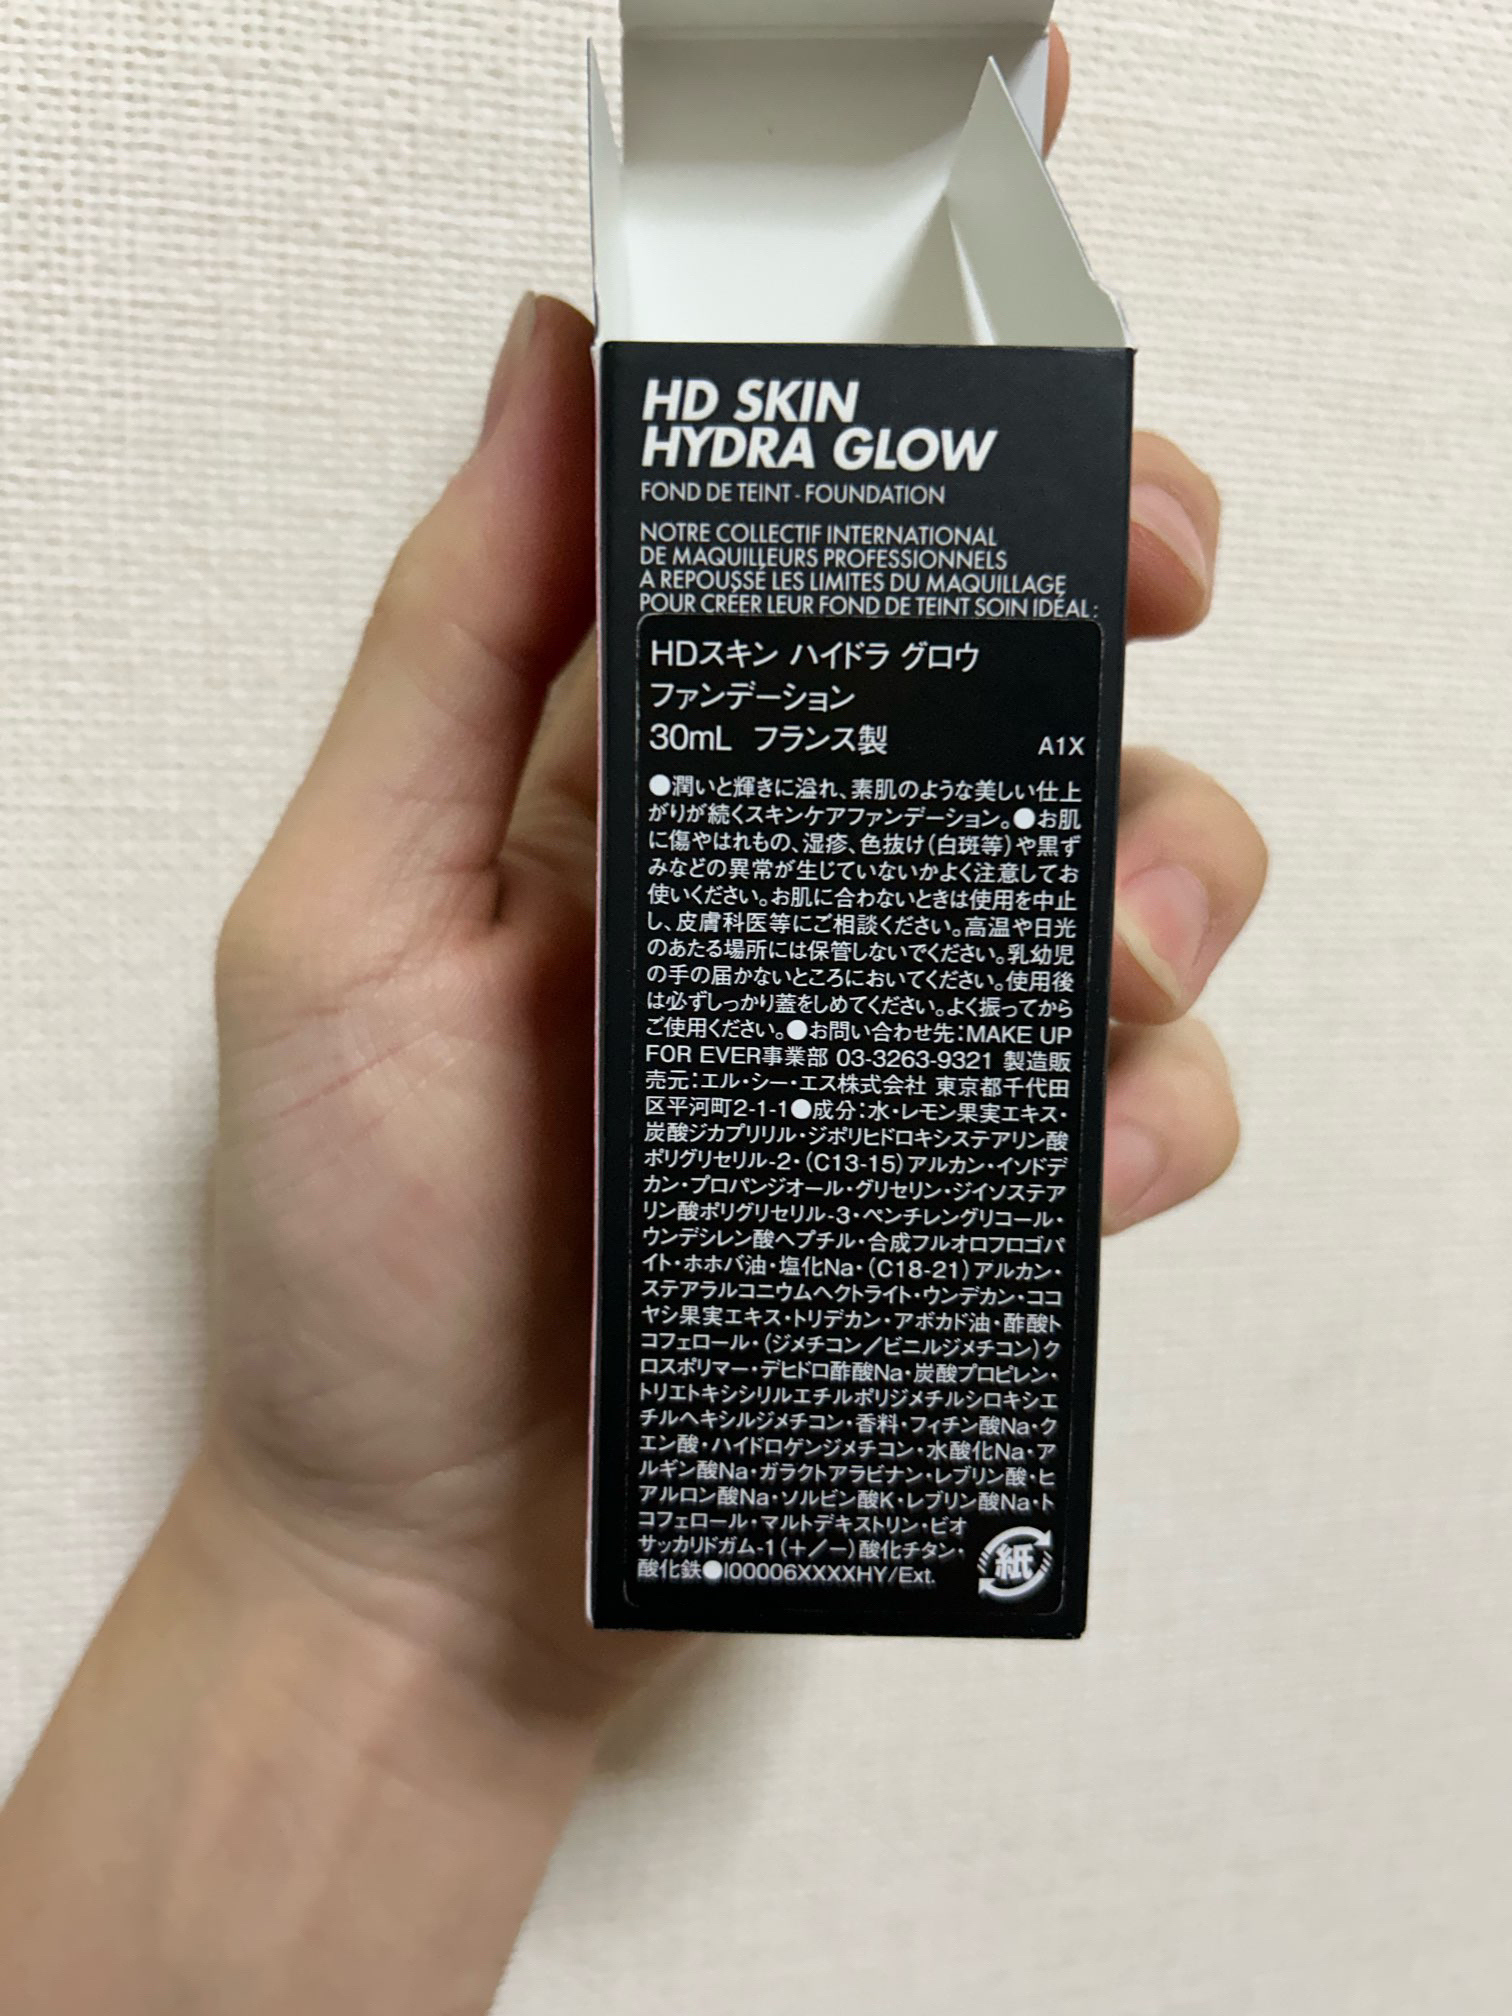 HD SKIN
HYDRA GLOW
FOND DE TEINT - FOUNDATION
NOTRE COLLECTIF INTERNATIONAL
DE MAQUILLEURS PROFESSIONNELS
A REPOUSSÉ LES LIMITES DU MAQUILLAGE
POUR CRÉER LEUR FOND DE TEINT SOIN IDÉAL :
HDスキン ハイドラ グロウ
ファンデーション
30mL フランス製 A1X
●潤いと輝きに溢れ、素肌のような美しい仕上
がりが続くスキンケアファンデーション。●お肌
に傷やはれもの、湿疹、色抜け(白斑等)や黒ず
みなどの異常が生じていないかよく注意してお
使いください。お肌に合わないときは使用を中止
し、皮膚科医等にご相談ください。高温や日光
のあたる場所には保管しないでください。乳幼児
の手の届かないところにおいてください。使用後
は必ずしっかり蓋をしめてください。よく振ってから
ご使用ください。●お問い合わせ先：MAKE UP
FOR EVER事業部 03-3263-9321 製造販
売元：エル・シー・エス株式会社 東京都千代田
区平河町2-1-1●成分：水・レモン果実エキス・
炭酸ジカプリリル・ジポリヒドロキシステアリン酸
ポリグリセリル-2・(C13-15)アルカン・イソドデ
カン・プロパンジオール・グリセリン・ジイソステア
リン酸ポリグリセリル-3・ペンチレングリコール・
ウンデシレン酸ヘプチル・合成フルオロフロゴパ
イト・ホホバ油・塩化Na・(C18-21)アルカン・
ステアラルコニウムヘクトライト・ウンデカン・ココ
ヤシ果実エキス・トリデカン・アボカド油・酢酸ト
コフェロール・(ジメチコン／ビニルジメチコン)ク
ロスポリマー・デヒドロ酢酸Na・炭酸プロピレン・
トリエトキシシリルエチルポリジメチルシロキシエ
チルヘキシルジメチコン・香料・フィチン酸Na・ク
エン酸・ハイドロゲンジメチコン・水酸化Na・ア
ルギン酸Na・ガラクトアラビナン・レブリン酸・ヒ
アルロン酸Na・ソルビン酸K・レブリン酸Na・ト
コフェロール・マルトデキストリン・ビオ
サッカリドガム-1(＋／－)酸化チタン・
酸化鉄●I00006XXXXHY/Ext.
紙